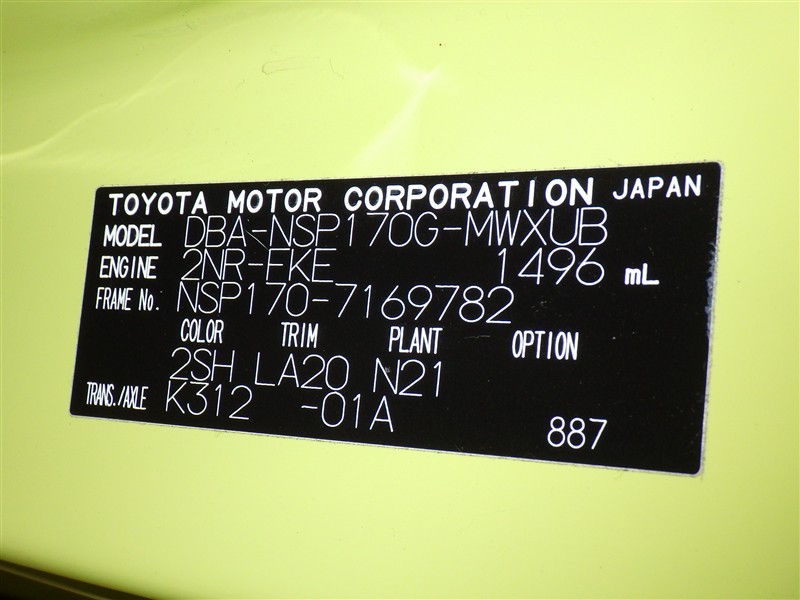 TOYOTA MOTOR CORPORATION JAPAN
MODEL DBA-NSP170G-MWXUB
ENGINE 2NR-FKE 1496 mL
FRAME No. NSP170-7169782
COLOR TRIM PLANT OPTION
2SH LA20 N21
TRANS./AXLE K312 -01A
887